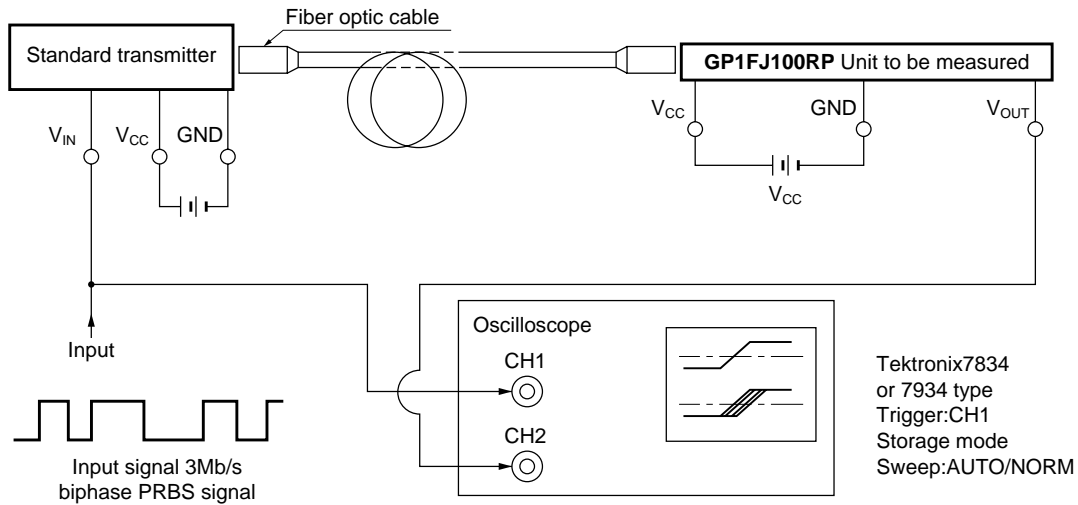 Fiber optic cable
Standard transmitter
GP1FJ100RP Unit to be measured
VIN
VCC
GND
VCC
GND
VOUT
VCC
Input
Oscilloscope
CH1
CH2
Tektronix7834
or 7934 type
Trigger:CH1
Storage mode
Sweep:AUTO/NORM
Input signal 3Mb/s
biphase PRBS signal